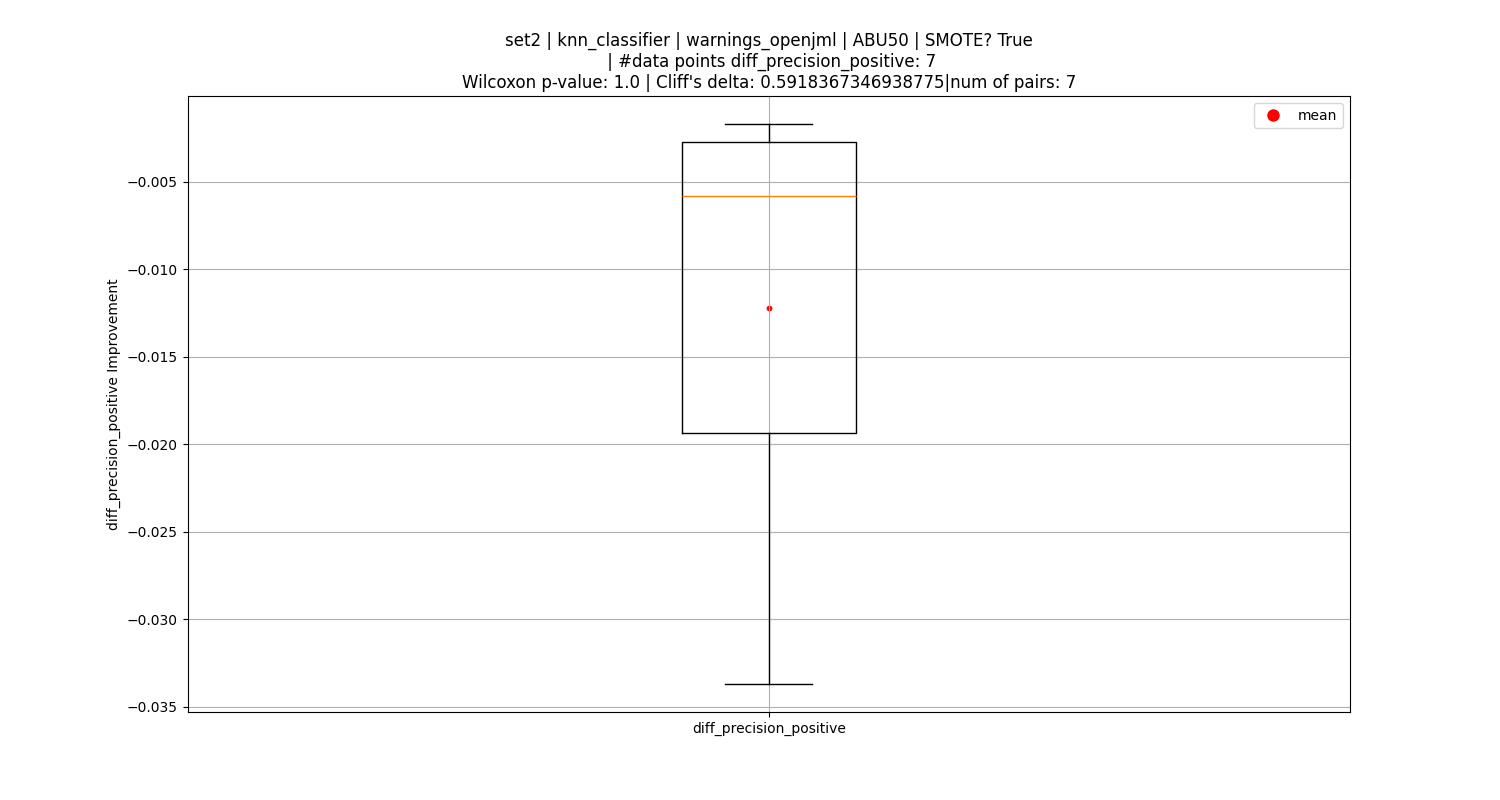 set2 | knn_classifier | warnings_openjml | ABU50 | SMOTE? True
| #data points diff_precision_positive: 7
Wilcoxon p-value: 1.0 | Cliff's delta: 0.5918367346938775|num of pairs: 7
mean
−0.005
−0.010
−0.015
−0.020
−0.025
−0.030
−0.035
diff_precision_positive Improvement
diff_precision_positive